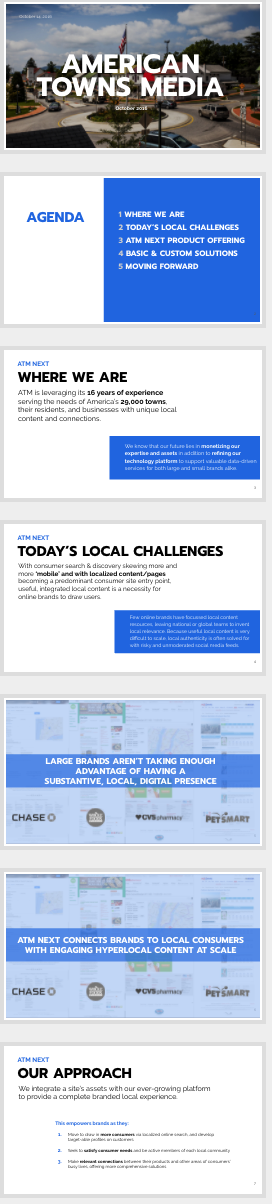 October 14, 2016
AMERICAN
TOWNS MEDIA
October 2016
AGENDA
1 WHERE WE ARE
2 TODAY'S LOCAL CHALLENGES
3 ATM NEXT PRODUCT OFFERING
4 BASIC & CUSTOM SOLUTIONS
5 MOVING FORWARD
ATM NEXT
WHERE WE ARE
ATM is leveraging its 16 years of experience
serving the needs of America's 29,000 towns,
their residents, and businesses with unique local
content and connections.
We know that our future lies in monetizing our
expertise and assets in addition to refining our
technology platform to support valuable data-driven
services for both large and small brands alike.
ATM NEXT
TODAY'S LOCAL CHALLENGES
With consumer search & discovery skewing more and
more 'mobile' and with localized content/pages
becoming a predominant consumer site entry point,
useful, integrated local content is a necessity for
online brands to draw users.
Few online brands have focussed local content
resources, leaving national or global teams to invent
local relevance. Because useful local content is very
difficult to scale, local authenticity is often solved for
with risky and unmoderated social media feeds.
LARGE BRANDS AREN'T TAKING ENOUGH
ADVANTAGE OF HAVING A
SUBSTANTIVE, LOCAL, DIGITAL PRESENCE
CHASE
CVS pharmacy
PETSMART
ATM NEXT CONNECTS BRANDS TO LOCAL CONSUMERS
WITH ENGAGING HYPERLOCAL CONTENT AT SCALE
CHASE
CVS pharmacy
PETSMART
ATM NEXT
OUR APPROACH
We integrate a site's assets with our ever-growing platform
to provide a complete branded local experience.
This empowers brands as they:
1. Move to draw in more consumers via localized online search, and develop
target-able profiles on customers
2. Seek to satisfy consumer needs and be active members of each local community
3. Make relevant connections between their products and other areas of consumers'
busy lives, offering more comprehensive solutions